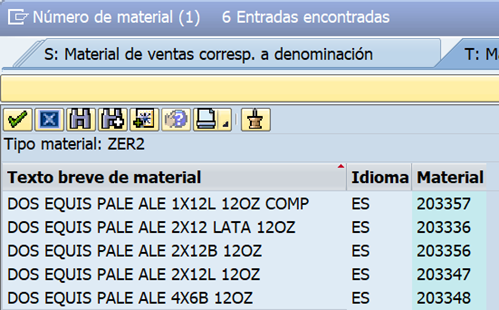 Número de material (1) 6 Entradas encontradas
S: Material de ventas corresp. a denominación T: Ma
Tipo material: ZER2
Texto breve de material Idioma Material
DOS EQUIS PALE ALE 1X12L 12OZ COMP ES 203357
DOS EQUIS PALE ALE 2X12 LATA 12OZ ES 203336
DOS EQUIS PALE ALE 2X12B 12OZ ES 203356
DOS EQUIS PALE ALE 2X12L 12OZ ES 203347
DOS EQUIS PALE ALE 4X6B 12OZ ES 203348